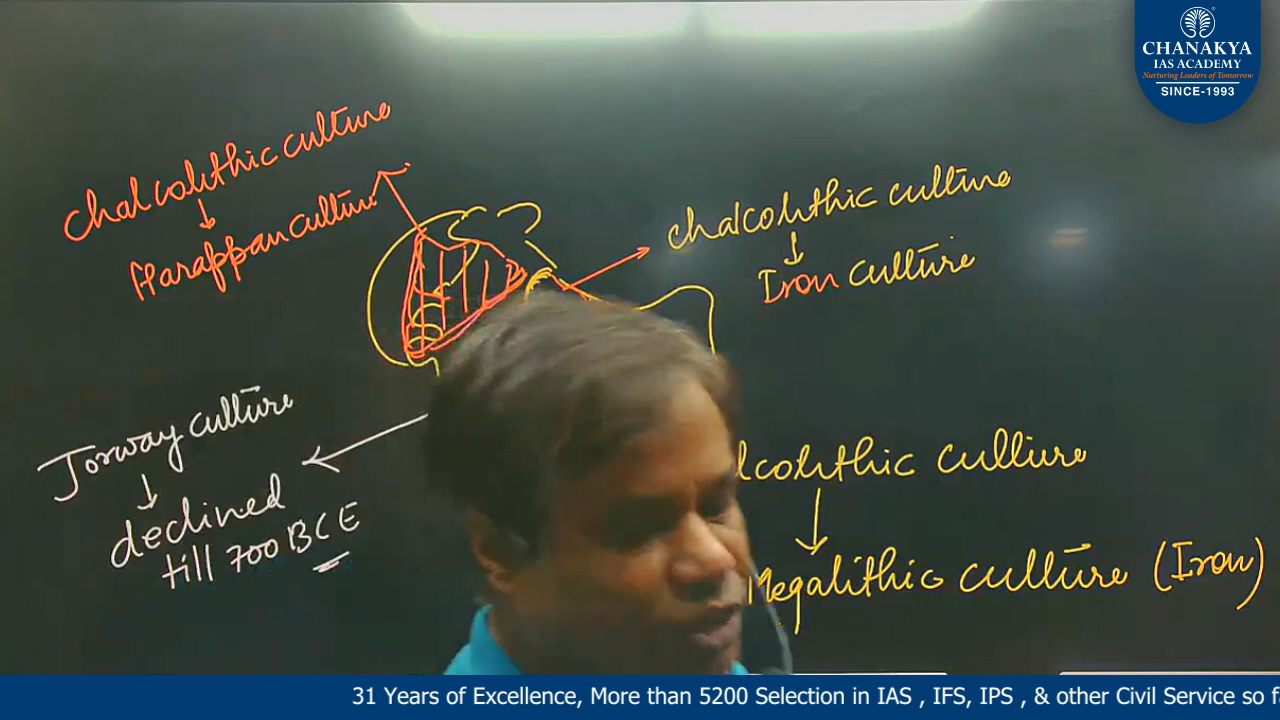 CHANAKYA
IAS ACADEMY
Nurturing Leaders of Tomorrow
SINCE-1993
Chalcolithic culture
↓
Harappan culture
chalcolithic culture
↓
Iron culture
Jorway culture
↓
declined
till 700 BCE
lcolithic culture
↓
Megalithic culture (Iron)
31 Years of Excellence, More than 5200 Selection in IAS , IFS, IPS , & other Civil Service so f